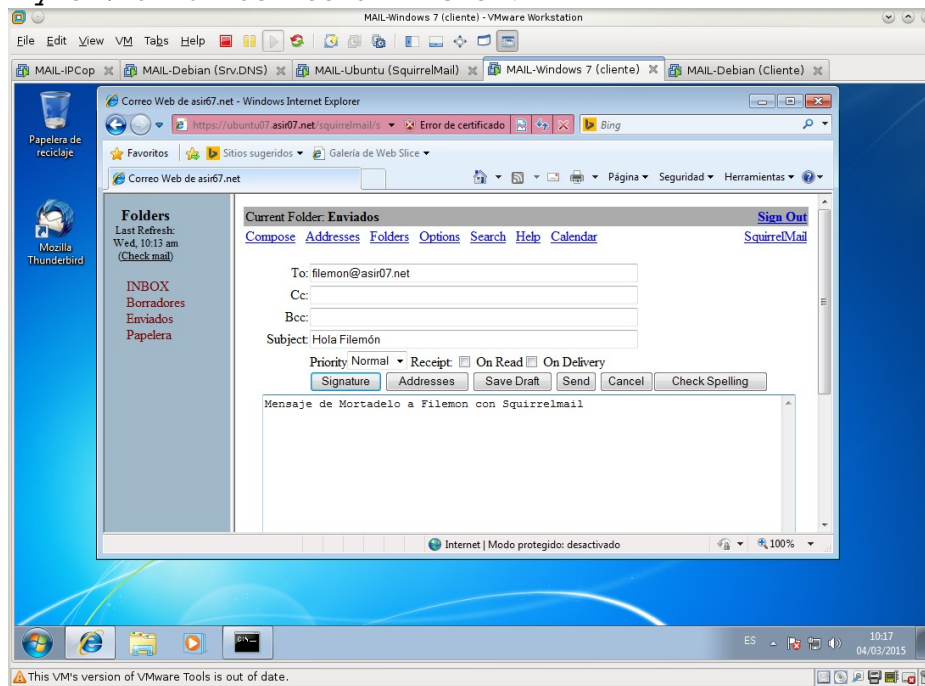 MAIL-Windows 7 (cliente) - VMware Workstation
File Edit View VM Tabs Help
MAIL-IPCop MAIL-Debian (Srv.DNS) MAIL-Ubuntu (SquirrelMail) MAIL-Windows 7 (cliente) MAIL-Debian (Cliente)
Papelera de
reciclaje
Mozilla
Thunderbird
Correo Web de asir67.net - Windows Internet Explorer
https://ubuntu07.asir07.net/squirrelmail/s Error de certificado Bing
Favoritos Sitios sugeridos Galería de Web Slice
Correo Web de asir67.net Página Seguridad Herramientas
Folders
Last Refresh:
Wed, 10:13 am
(Check mail)
INBOX
Borradores
Enviados
Papelera
Current Folder: Enviados Sign Out
Compose Addresses Folders Options Search Help Calendar SquirrelMail
To: filemon@asir07.net
Cc:
Bcc:
Subject: Hola Filemón
Priority Normal Receipt: On Read On Delivery
Signature Addresses Save Draft Send Cancel Check Spelling
Mensaje de Mortadelo a Filemon con Squirrelmail
Internet | Modo protegido: desactivado 100%
ES 10:17
04/03/2015
This VM's version of VMware Tools is out of date.